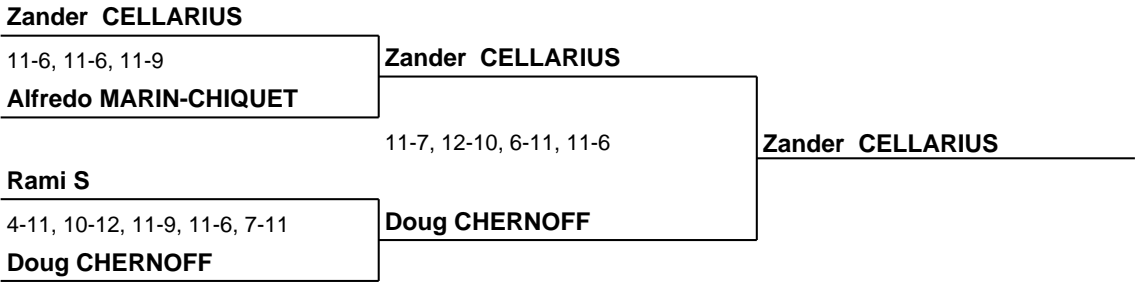 Zander  CELLARIUS
11-6, 11-6, 11-9
Zander  CELLARIUS
Alfredo MARIN-CHIQUET
11-7, 12-10, 6-11, 11-6
Zander  CELLARIUS
Rami S
4-11, 10-12, 11-9, 11-6, 7-11
Doug CHERNOFF
Doug CHERNOFF